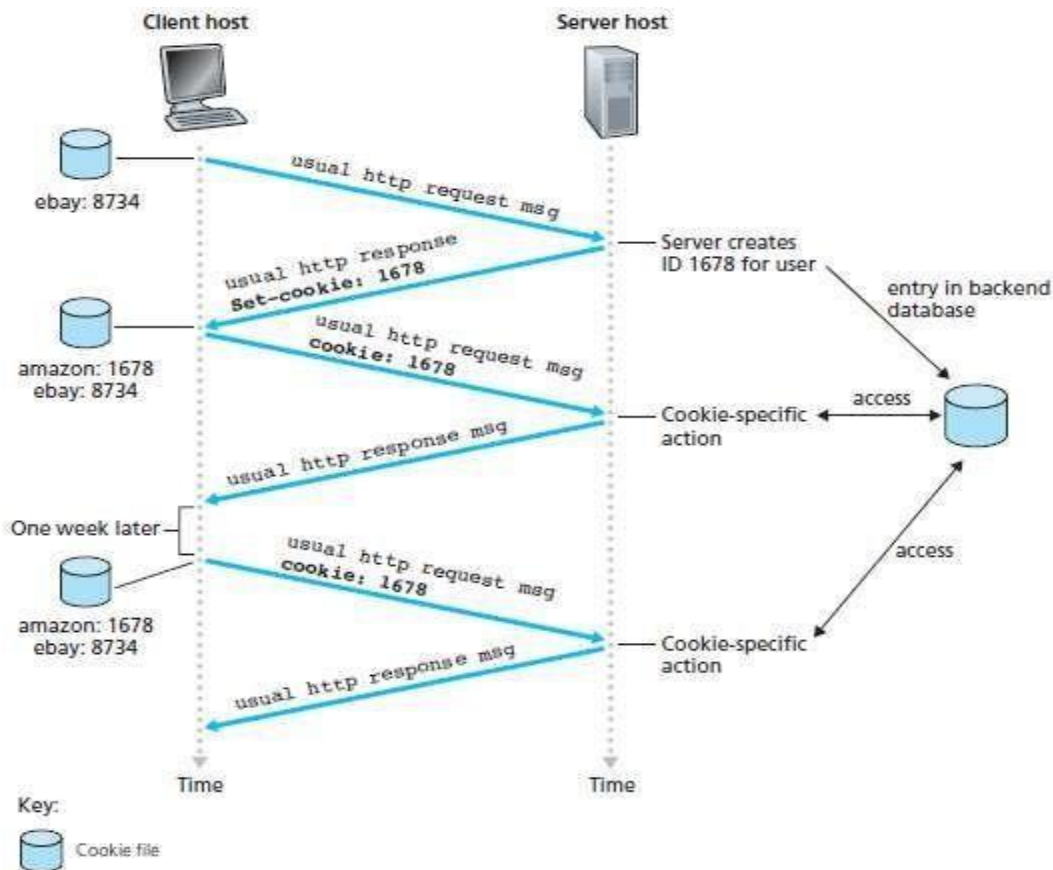 Client host
Server host
ebay: 8734
usual http request msg
Server creates
ID 1678 for user
usual http response
Set-cookie: 1678
entry in backend
database
amazon: 1678
ebay: 8734
usual http request msg
cookie: 1678
Cookie-specific
action
access
usual http response msg
One week later
usual http request msg
cookie: 1678
access
amazon: 1678
ebay: 8734
Cookie-specific
action
usual http response msg
Time
Time
Key:
Cookie file